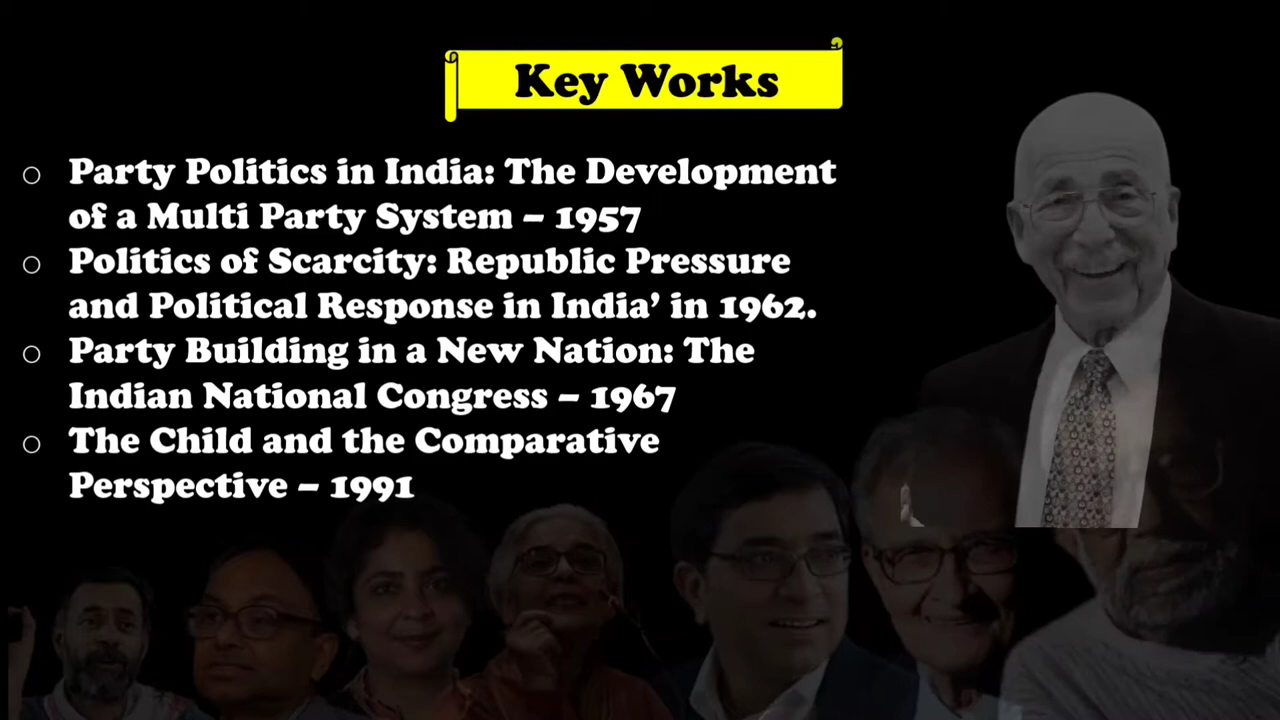 Key Works
○ Party Politics in India: The Development
of a Multi Party System – 1957
○ Politics of Scarcity: Republic Pressure
and Political Response in India’ in 1962.
○ Party Building in a New Nation: The
Indian National Congress – 1967
○ The Child and the Comparative
Perspective – 1991